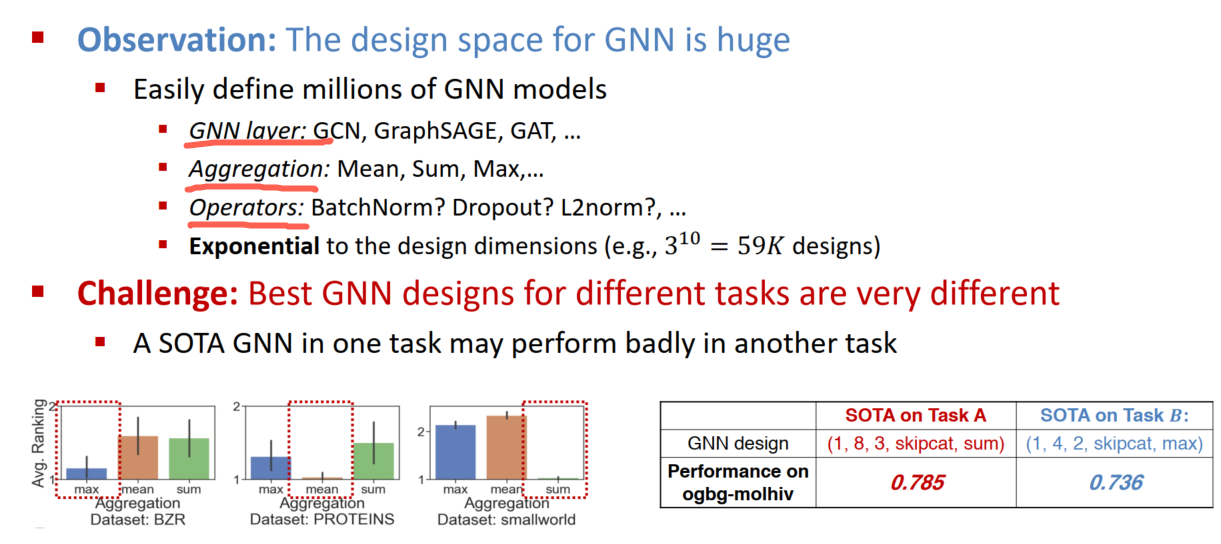 Observation: The design space for GNN is huge
Easily define millions of GNN models
GNN layer: GCN, GraphSAGE, GAT, …
Aggregation: Mean, Sum, Max,…
Operators: BatchNorm? Dropout? L2norm?, …
Exponential to the design dimensions (e.g., 3¹⁰ = 59K designs)
Challenge: Best GNN designs for different tasks are very different
A SOTA GNN in one task may perform badly in another task
Avg. Ranking
2
1
max mean sum
Aggregation
Dataset: BZR
2
1
max mean sum
Aggregation
Dataset: PROTEINS
2
1
max mean sum
Aggregation
Dataset: smallworld
SOTA on Task A SOTA on Task B:
GNN design (1, 8, 3, skipcat, sum) (1, 4, 2, skipcat, max)
Performance on
ogbg-molhiv 0.785 0.736